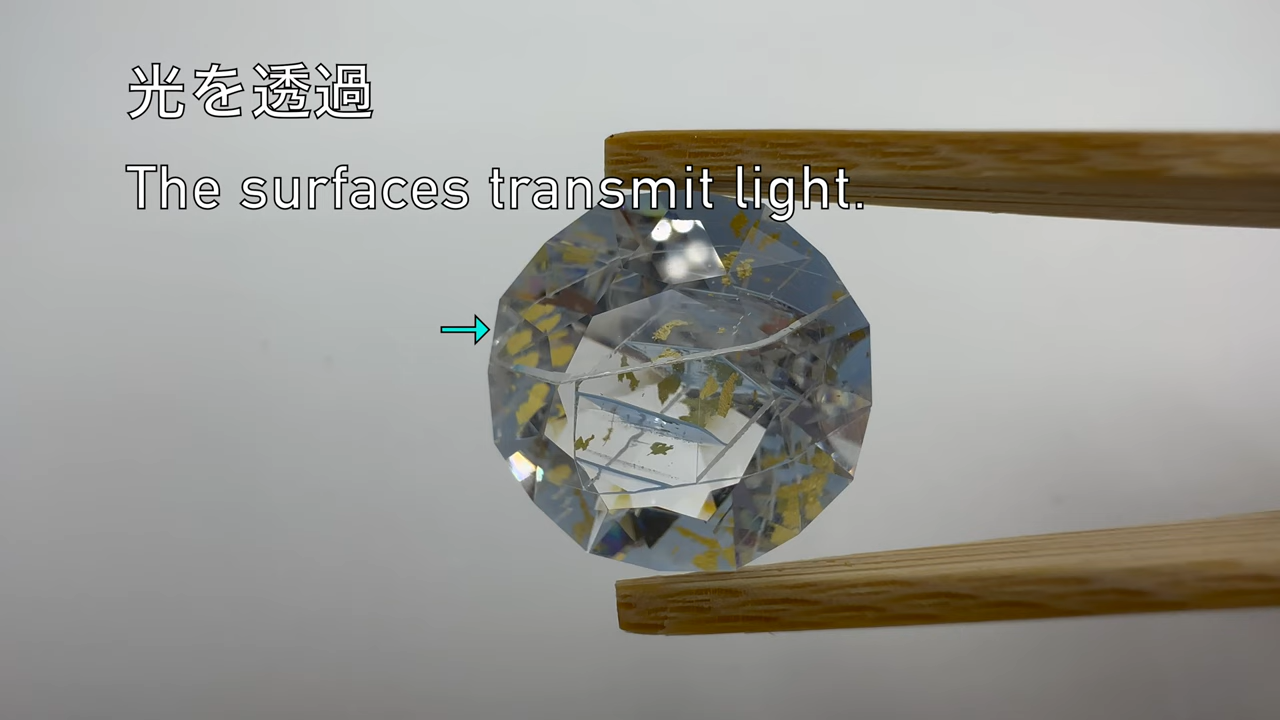 光を透過
The surfaces transmit light.